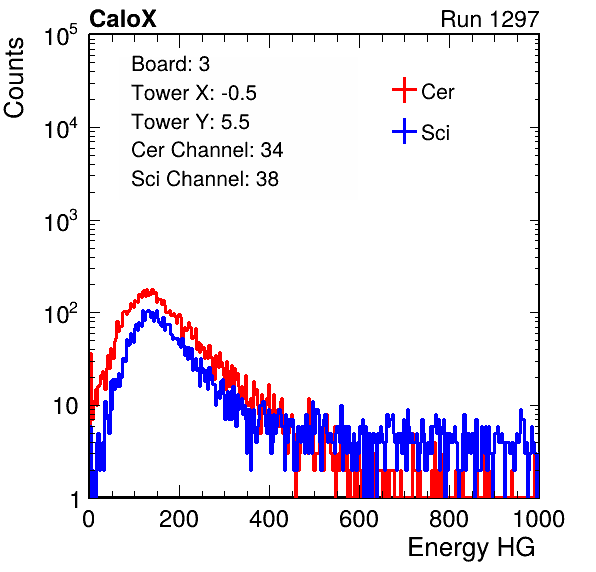 CaloX
Run 1297
Counts
10^5
10^4
10^3
10^2
10
1
Board: 3
Tower X: -0.5
Tower Y: 5.5
Cer Channel: 34
Sci Channel: 38
Cer
Sci
0 200 400 600 800 1000
Energy HG